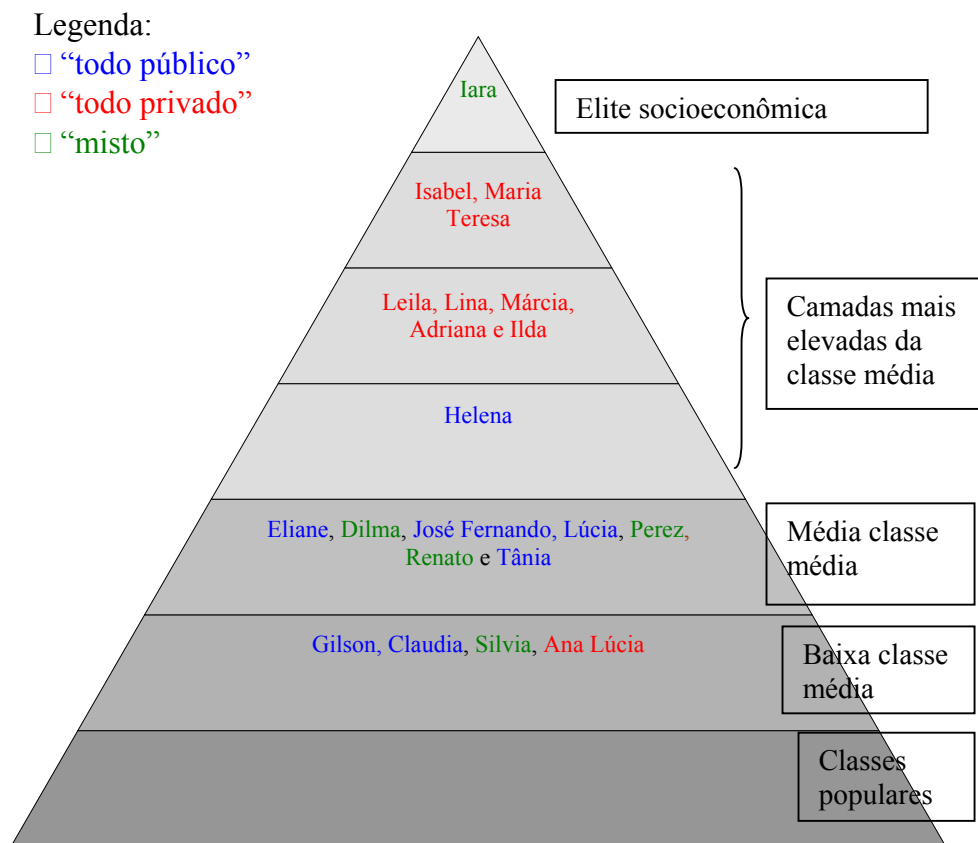 Legenda:
□ “todo público”
□ “todo privado”
□ “misto”
Iara
Elite socioeconômica
Isabel, Maria
Teresa
Leila, Lina, Márcia,
Adriana e Ilda
Camadas mais
elevadas da
classe média
Helena
Eliane, Dilma, José Fernando, Lúcia, Perez,
Renato e Tânia
Média classe
média
Gilson, Claudia, Silvia, Ana Lúcia
Baixa classe
média
Classes
populares